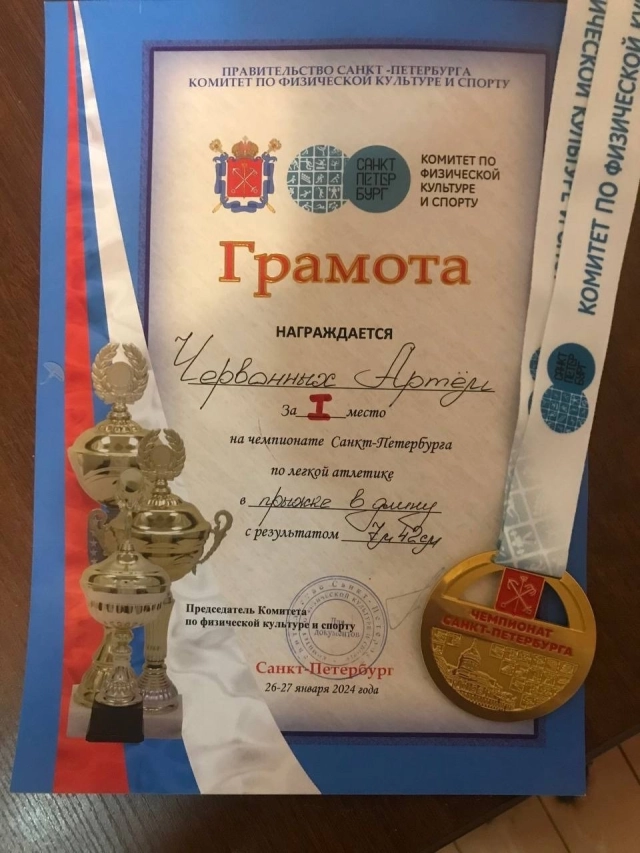 ПРАВИТЕЛЬСТВО САНКТ -ПЕТЕРБУРГА
КОМИТЕТ ПО ФИЗИЧЕСКОЙ КУЛЬТУРЕ И СПОРТУ
САНКТ
ПЕТЕР
БУРГ
КОМИТЕТ ПО
ФИЗИЧЕСКОЙ
КУЛЬТУРЕ
И СПОРТУ
Грамота
НАГРАЖДАЕТСЯ
Червонных Артём
За I место
на чемпионате Санкт-Петербурга
по легкой атлетике
в прыжке в длину
с результатом 7м 42см
Председатель Комитета
по физической культуре и спорту
Для
документов
Санкт-Петербург
26-27 января 2024 года
КОМИТЕТ ПО ФИЗИЧЕСКОЙ
ЧЕМПИОНАТ
САНКТ-ПЕТЕРБУРГА